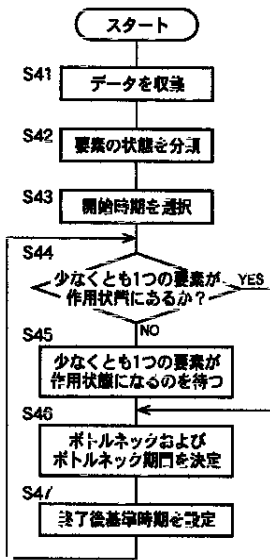 スタート
S41
データを収集
S42
要素の状態を分類
S43
開始時期を選択
S44
少なくとも1つの要素が
作用状態にあるか？
YES
NO
S45
少なくとも1つの要素が
作用状態になるのを待つ
S46
ボトルネックおよび
ボトルネック期間を決定
S47
終了後基準時期を設定